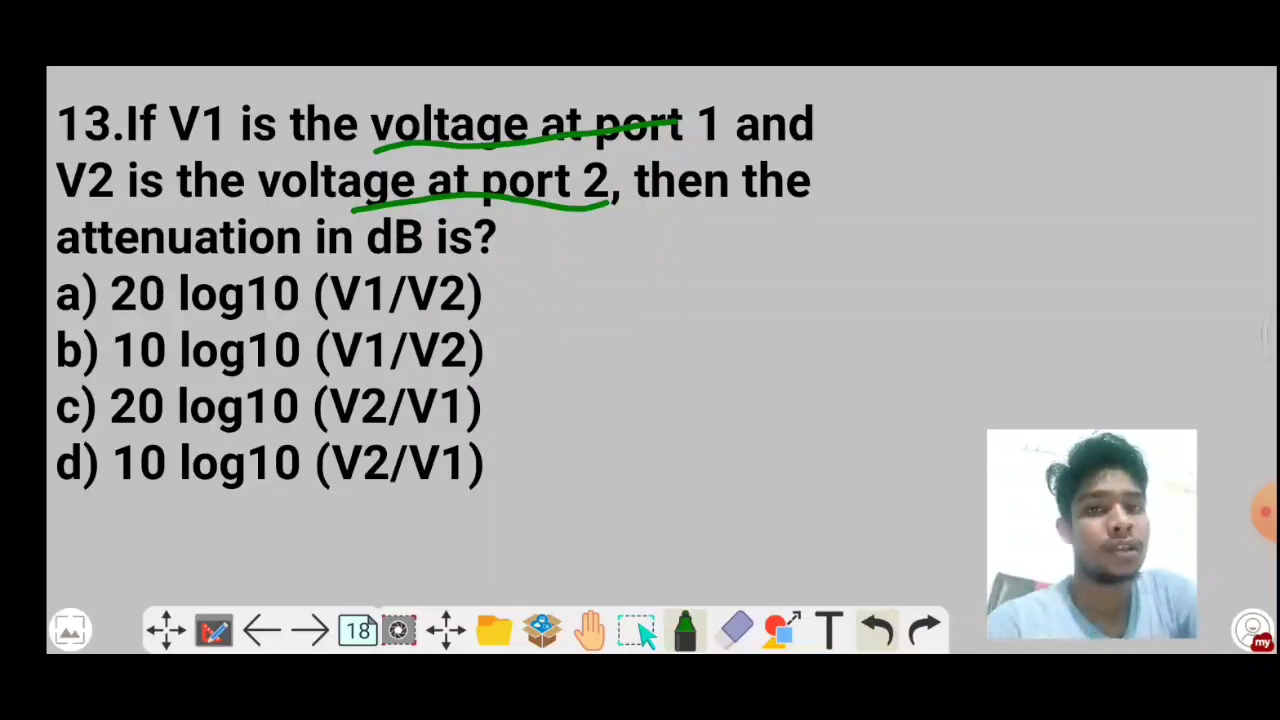 13.If V1 is the voltage at port 1 and
V2 is the voltage at port 2, then the
attenuation in dB is?
a) 20 log10 (V1/V2)
b) 10 log10 (V1/V2)
c) 20 log10 (V2/V1)
d) 10 log10 (V2/V1)
18
T
my